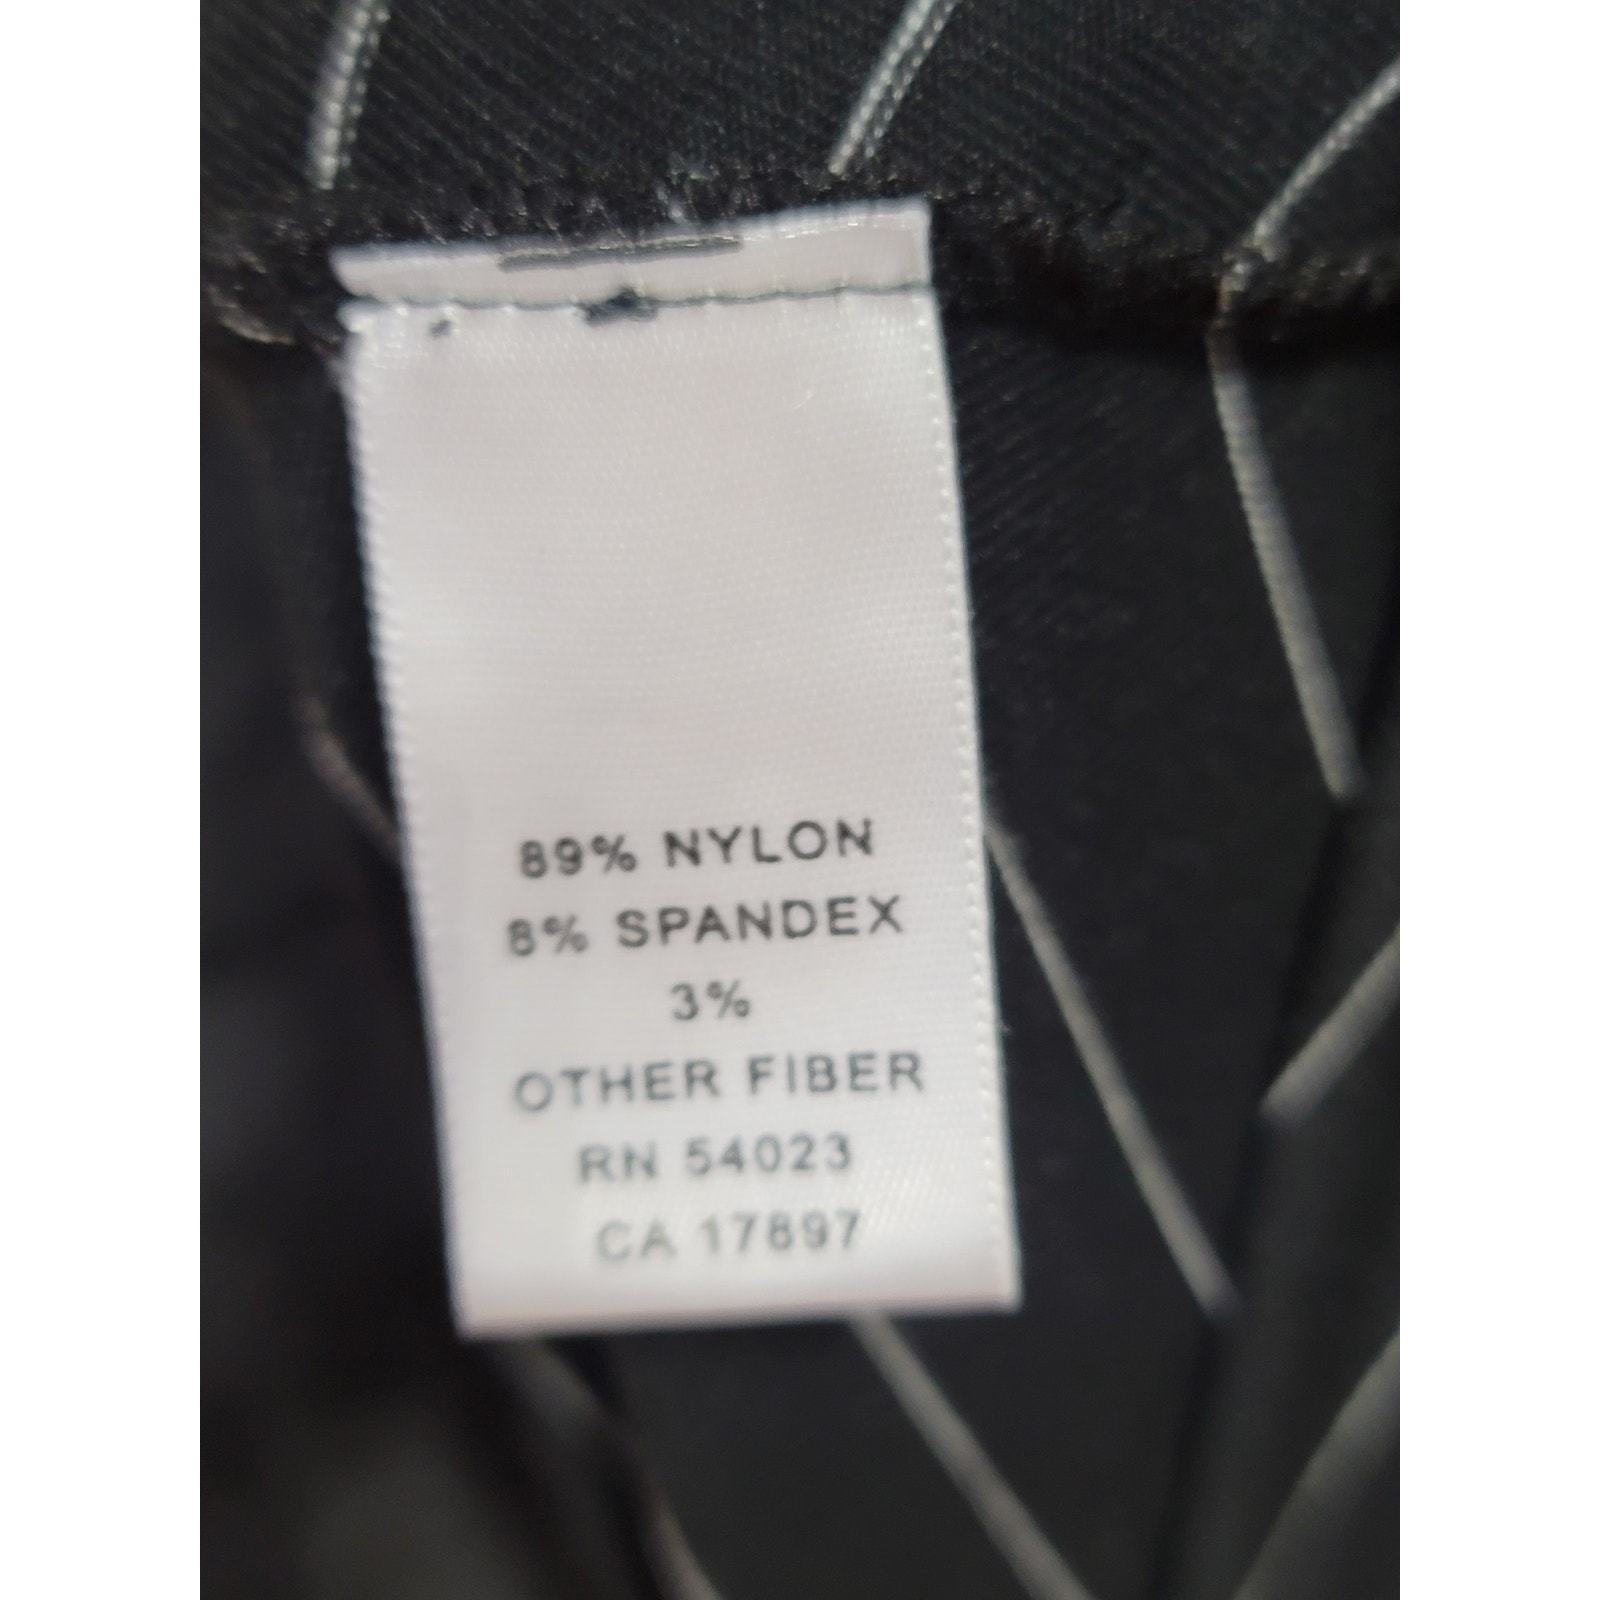 89% NYLON
8% SPANDEX
3%
OTHER FIBER
RN 54023
CA 17897